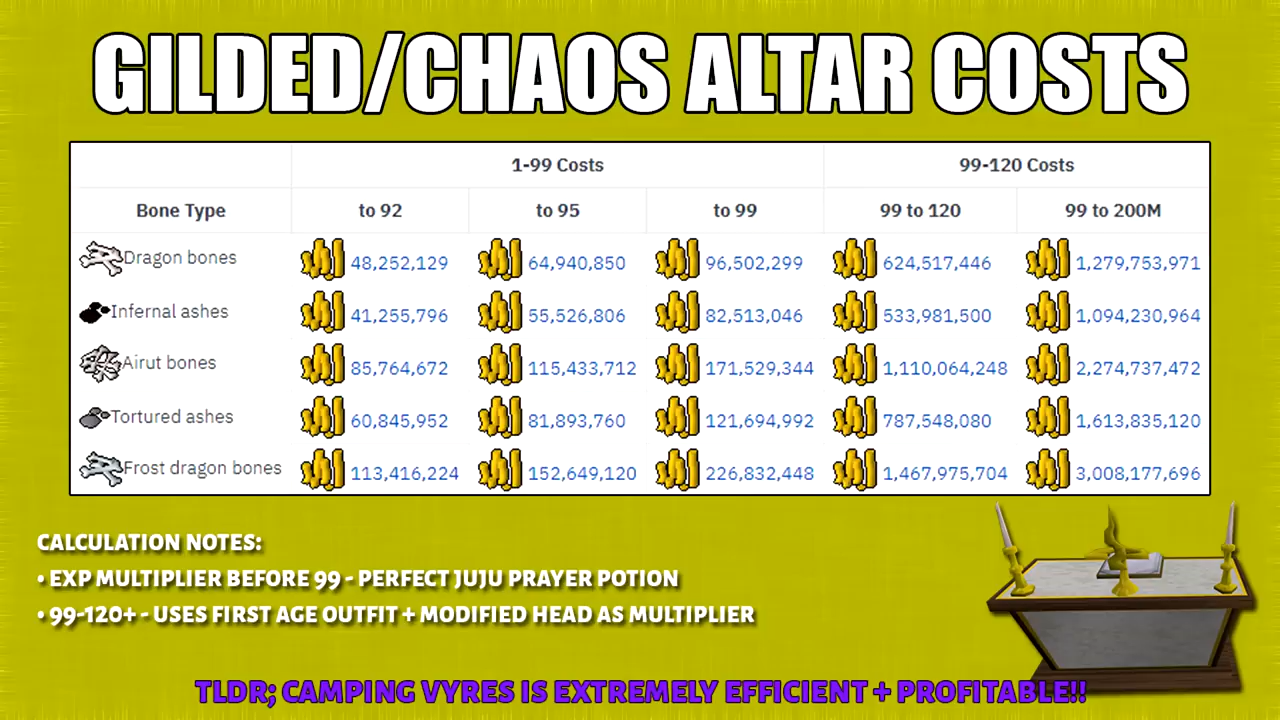 GILDED/CHAOS ALTAR COSTS
1-99 Costs 99-120 Costs
Bone Type to 92 to 95 to 99 99 to 120 99 to 200M
Dragon bones 48,252,129 64,940,850 96,502,299 624,517,446 1,279,753,971
Infernal ashes 41,255,796 55,526,806 82,513,046 533,981,500 1,094,230,964
Airut bones 85,764,672 115,433,712 171,529,344 1,110,064,248 2,274,737,472
Tortured ashes 60,845,952 81,893,760 121,694,992 787,548,080 1,613,835,120
Frost dragon bones 113,416,224 152,649,120 226,832,448 1,467,975,704 3,008,177,696
CALCULATION NOTES:
• EXP MULTIPLIER BEFORE 99 - PERFECT JUJU PRAYER POTION
• 99-120+ - USES FIRST AGE OUTFIT + MODIFIED HEAD AS MULTIPLIER
TLDR; CAMPING VYRES IS EXTREMELY EFFICIENT + PROFITABLE!!